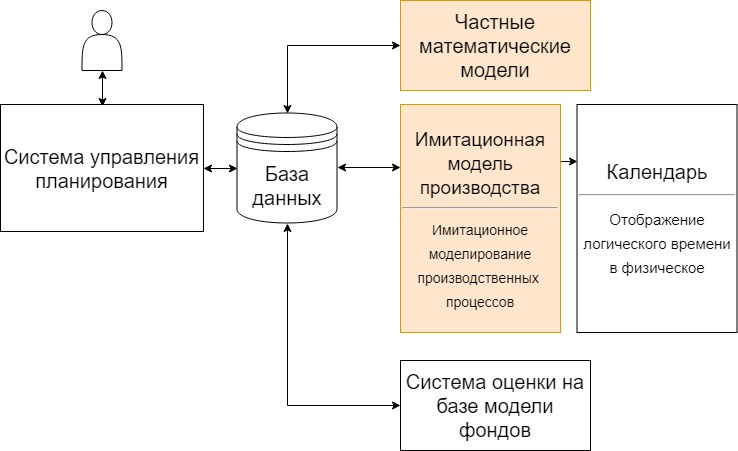 Частные
математические
модели
Система управления
планирования
База
данных
Имитационная
модель
производства
Имитационное
моделирование
производственных
процессов
Календарь
Отображение
логического времени
в физическое
Система оценки на
базе модели
фондов